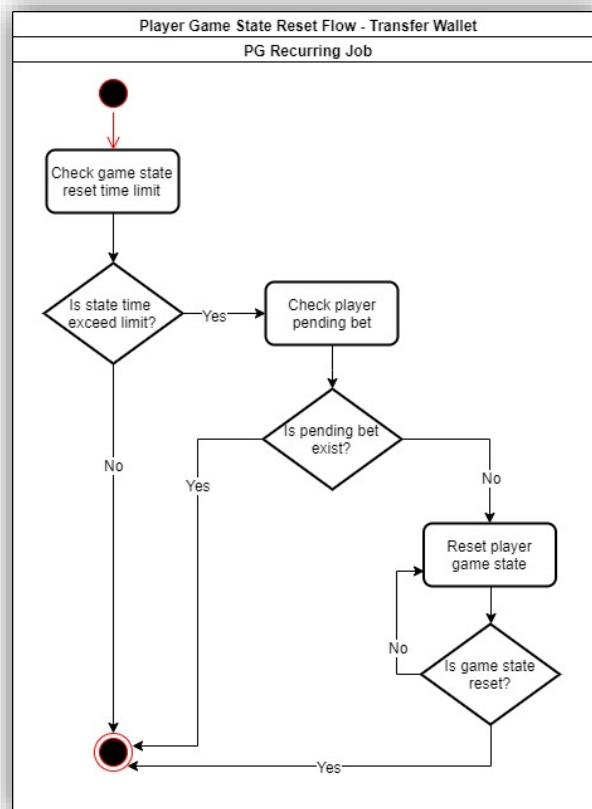 Player Game State Reset Flow - Transfer Wallet
PG Recurring Job
Check game state
reset time limit
Is state time
exceed limit?
Yes
Check player
pending bet
Is pending bet
exist?
No
Yes
No
Reset player
game state
No
Is game state
reset?
Yes